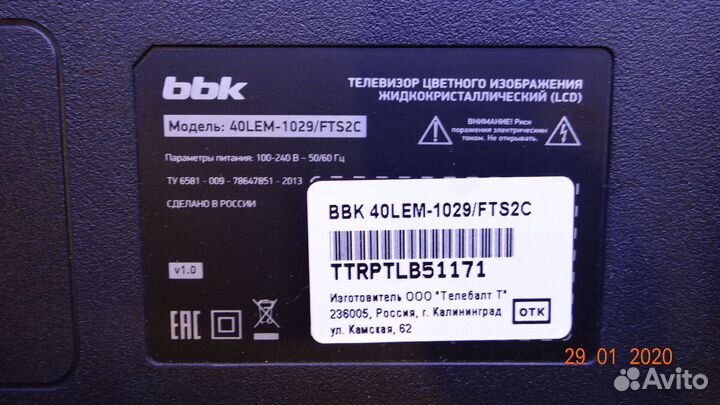 bbk
ТЕЛЕВИЗОР ЦВЕТНОГО ИЗОБРАЖЕНИЯ
ЖИДКОКРИСТАЛЛИЧЕСКИЙ (LCD)
Модель: 40LEM-1029/FTS2C
ВНИМАНИЕ! Риск
поражения электрическим
током. Не открывать.
Параметры питания: 100-240 В ~ 50/60 Гц
ТУ 6581 - 009 - 78647851 - 2013
СДЕЛАНО В РОССИИ
v1.0
EAC
BBK 40LEM-1029/FTS2C
TTRPTLB51171
Изготовитель ООО "Телебалт Т"
236005, Россия, г. Калининград
ул. Камская, 62
ОТК
29 01 2020
Avito